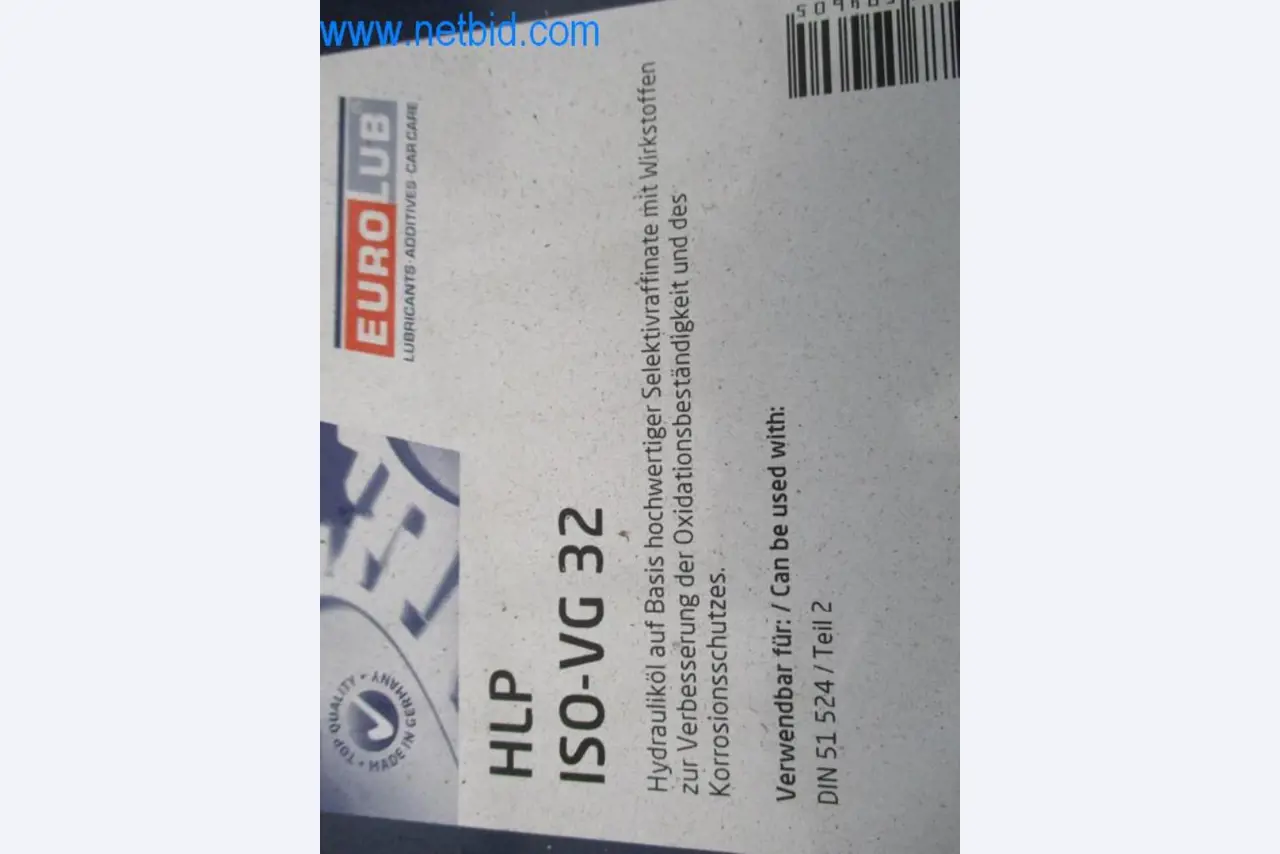 www.netbid.com
EUROLUB
LUBRICANTS·ADDITIVES·CAR CARE
TOP QUALITY • MADE IN GERMANY •
HLP
ISO-VG 32
Hydrauliköl auf Basis hochwertiger Selektivraffinate mit Wirkstoffen
zur Verbesserung der Oxidationsbeständigkeit und des
Korrosionsschutzes.
Verwendbar für: / Can be used with:
DIN 51 524 / Teil 2